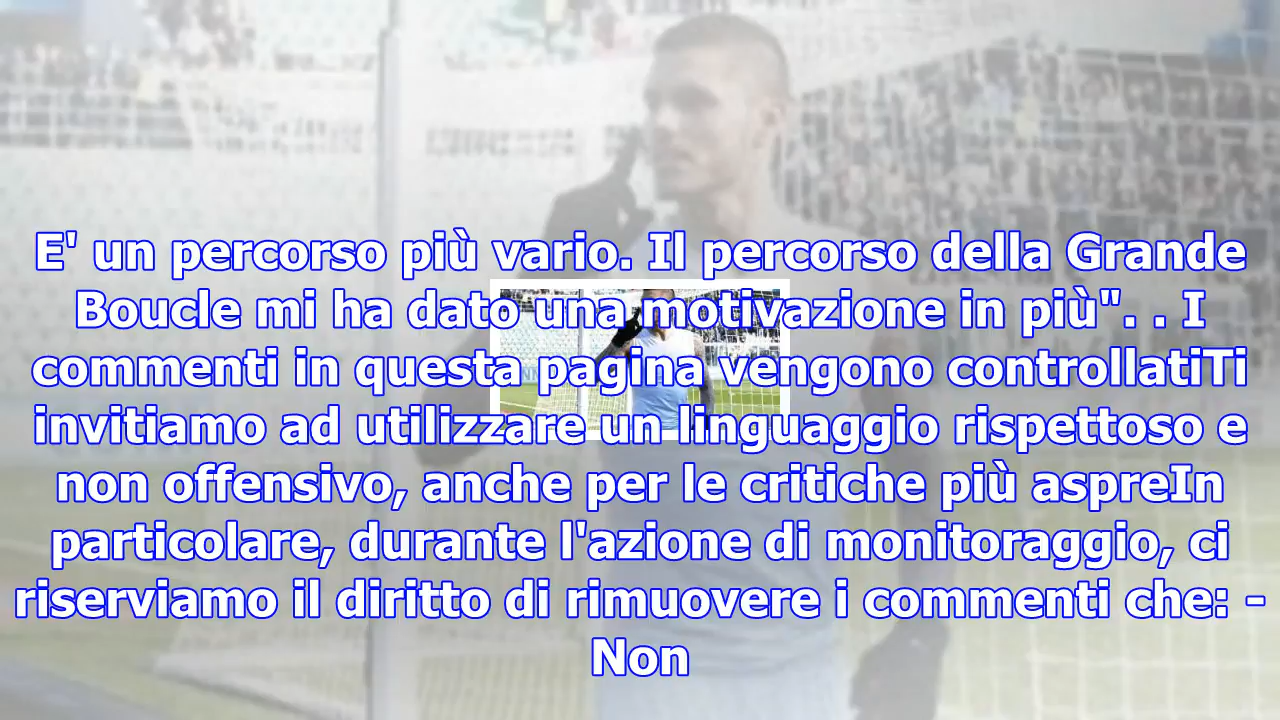 E' un percorso più vario. Il percorso della Grande
Boucle mi ha dato una motivazione in più". . I
commenti in questa pagina vengono controllatiTi
invitiamo ad utilizzare un linguaggio rispettoso e
non offensivo, anche per le critiche più aspreIn
particolare, durante l'azione di monitoraggio, ci
riserviamo il diritto di rimuovere i commenti che: -
Non